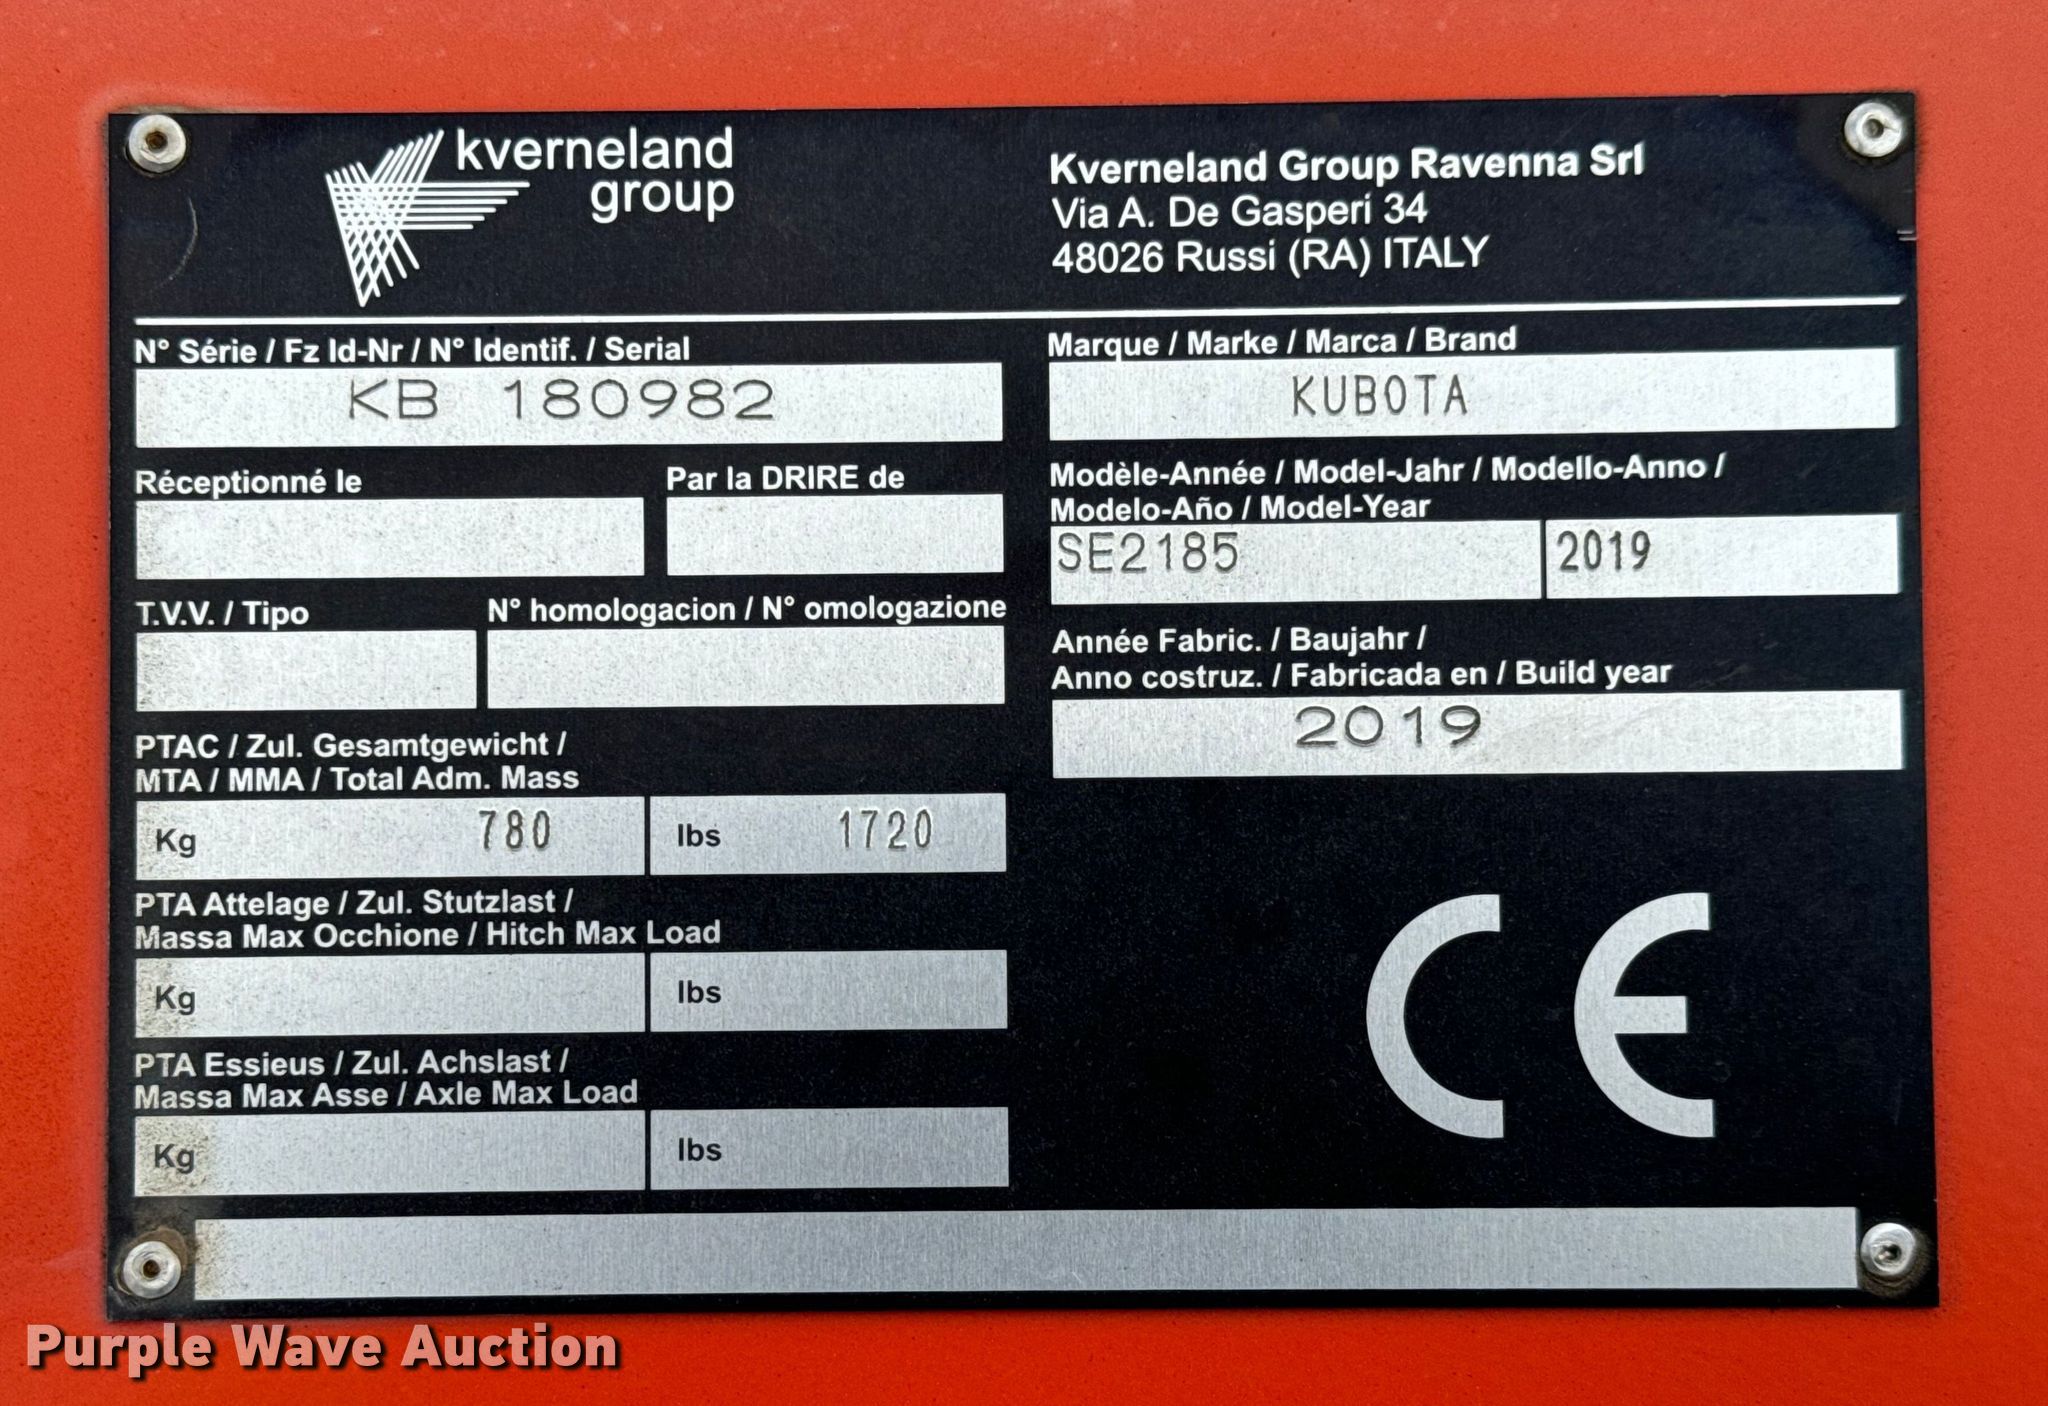 kverneland
group
Kverneland Group Ravenna Srl
Via A. De Gasperi 34
48026 Russi (RA) ITALY
N° Série / Fz Id-Nr / N° Identif. / Serial
KB 180982
Réceptionné le
Par la DRIRE de
T.V.V. / Tipo
N° homologacion / N° omologazione
PTAC / Zul. Gesamtgewicht /
MTA / MMA / Total Adm. Mass
Kg 780
lbs 1720
PTA Attelage / Zul. Stutzlast /
Massa Max Occhione / Hitch Max Load
Kg
lbs
PTA Essieus / Zul. Achslast /
Massa Max Asse / Axle Max Load
Kg
lbs
Marque / Marke / Marca / Brand
KUBOTA
Modèle-Année / Model-Jahr / Modello-Anno /
Modelo-Año / Model-Year
SE2185
2019
Année Fabric. / Baujahr /
Anno costruz. / Fabricada en / Build year
2019
CE
Purple Wave Auction